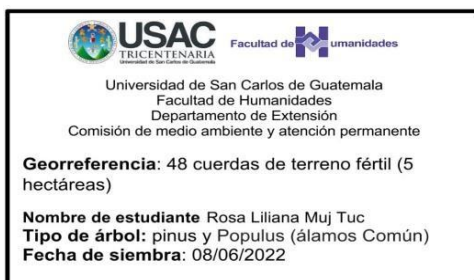 USAC
TRICENTENARIA
Universidad de San Carlos de Guatemala
Facultad de Humanidades
Universidad de San Carlos de Guatemala
Facultad de Humanidades
Departamento de Extensión
Comisión de medio ambiente y atención permanente
Georreferencia: 48 cuerdas de terreno fértil (5
hectáreas)
Nombre de estudiante Rosa Liliana Muj Tuc
Tipo de árbol: pinus y Populus (álamos Común)
Fecha de siembra: 08/06/2022